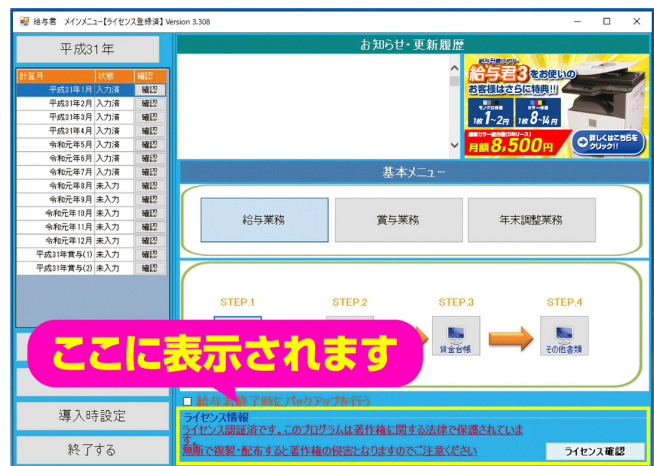 給与君 メインメニュー【ライセンス登録済】 Version 3.308
平成31年
計算月 状態 確認
平成31年1月 入力済 確認
平成31年2月 入力済 確認
平成31年3月 入力済 確認
平成31年4月 入力済 確認
令和元年5月 入力済 確認
令和元年6月 入力済 確認
令和元年7月 入力済 確認
令和元年8月 未入力 確認
令和元年9月 未入力 確認
令和元年10月 未入力 確認
令和元年11月 未入力 確認
令和元年12月 未入力 確認
平成31年賞与(1) 未入力 確認
平成31年賞与(2) 未入力 確認
導入時設定
終了する
お知らせ・更新履歴
給与君3をお使いの
お客様はさらに特典!!
1枚1~2円 1枚8~14円
月額8,500円
詳しくはこちらを
クリック!!
基本メニュー
給与業務 賞与業務 年末調整業務
STEP.1 STEP.2 STEP.3 STEP.4
賃金台帳 その他書類
ここに表示されます
給与君終了時にバックアップを行う
ライセンス情報
ライセンス認証済です。このプログラムは著作権に関する法律で保護されていま
す。
無断で複製・配布すると著作権の侵害となりますのでご注意ください
ライセンス確認